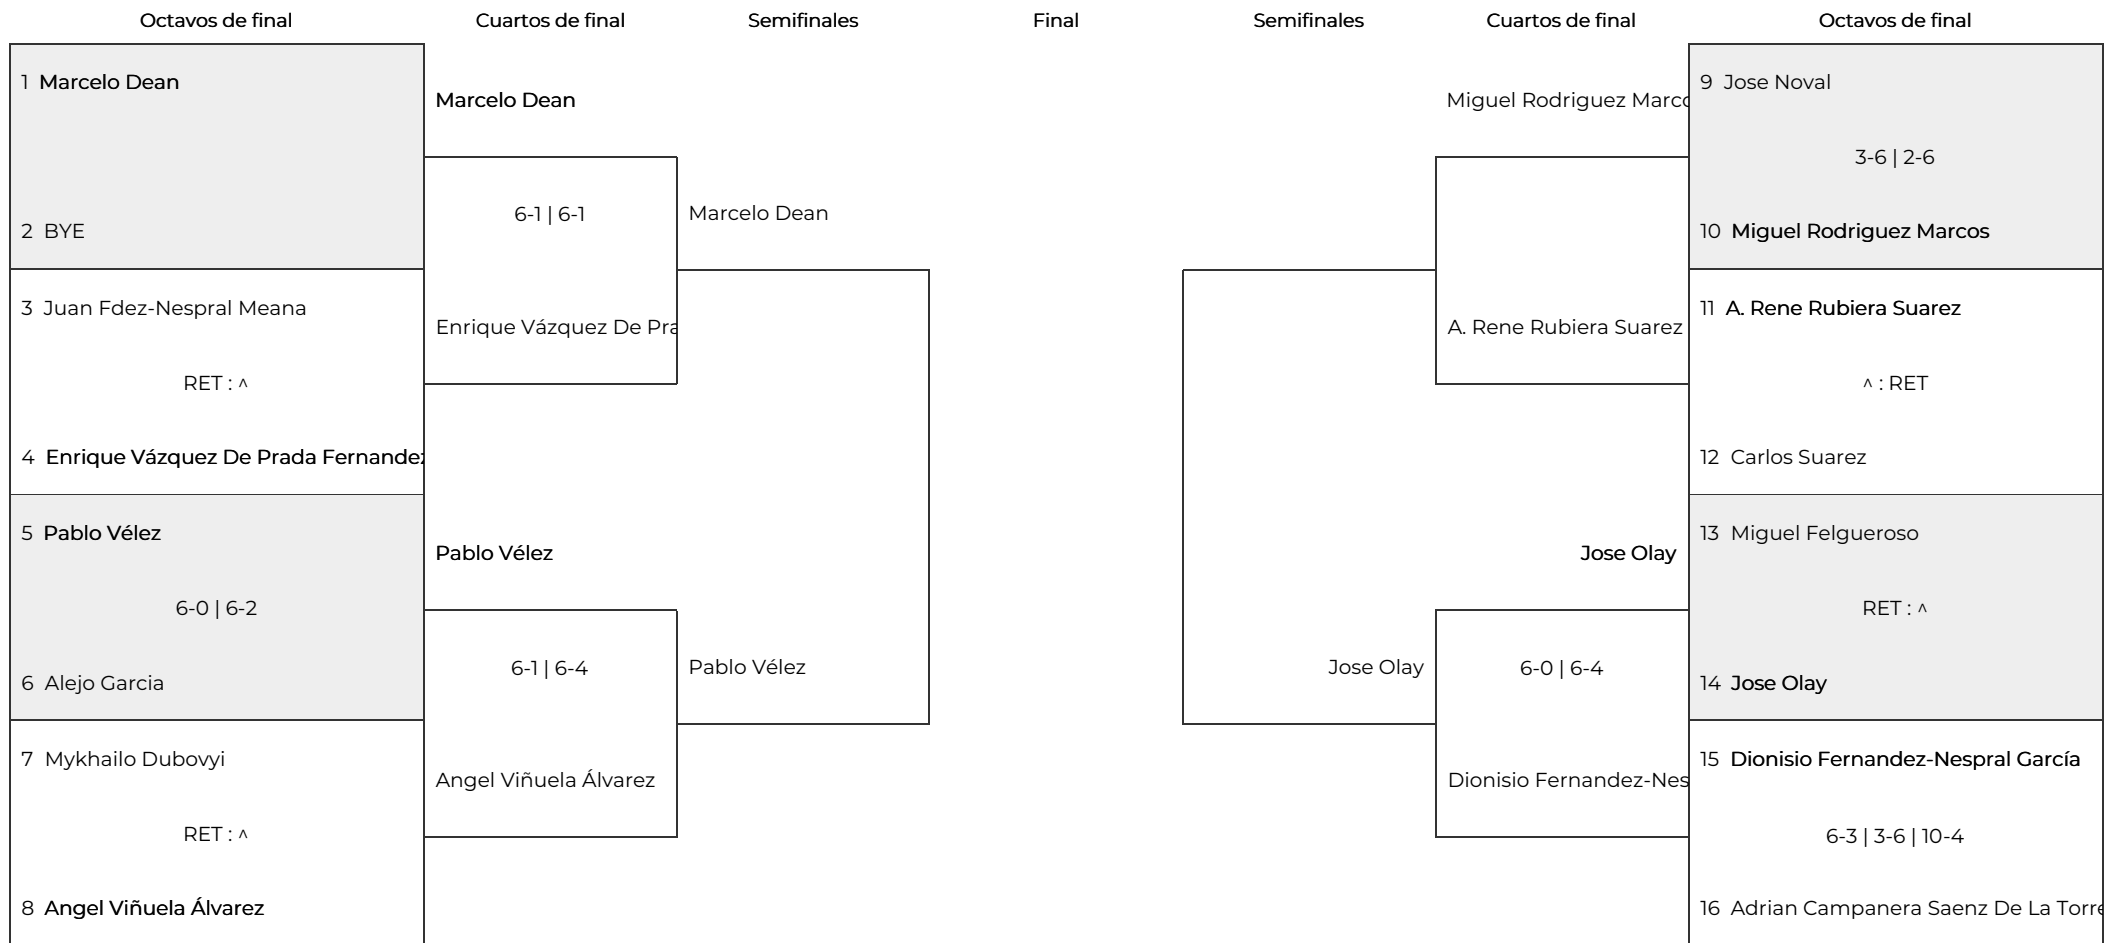 Octavos de final Cuartos de final Semifinales Final Semifinales Cuartos de final Octavos de final
1 Marcelo Dean
2 BYE
3 Juan Fdez-Nespral Meana
RET : ^
4 Enrique Vázquez De Prada Fernandez
5 Pablo Vélez
6-0 | 6-2
6 Alejo Garcia
7 Mykhailo Dubovyi
RET : ^
8 Angel Viñuela Álvarez
Marcelo Dean
6-1 | 6-1
Enrique Vázquez De Pra
Pablo Vélez
6-1 | 6-4
Angel Viñuela Álvarez
Marcelo Dean
Pablo Vélez
Jose Olay
Miguel Rodriguez Marco
A. Rene Rubiera Suarez
Jose Olay
6-0 | 6-4
Dionisio Fernandez-Nes
9 Jose Noval
3-6 | 2-6
10 Miguel Rodriguez Marcos
11 A. Rene Rubiera Suarez
^ : RET
12 Carlos Suarez
13 Miguel Felgueroso
RET : ^
14 Jose Olay
15 Dionisio Fernandez-Nespral García
6-3 | 3-6 | 10-4
16 Adrian Campanera Saenz De La Torre